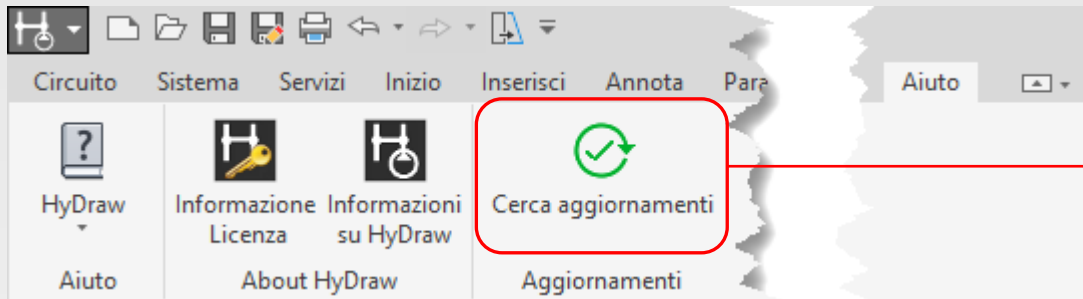 Circuito Sistema Servizi Inizio Inserisci Annota Para Aiuto
HyDraw Informazione Licenza Informazioni su HyDraw Cerca aggiornamenti
Aiuto About HyDraw Aggiornamenti